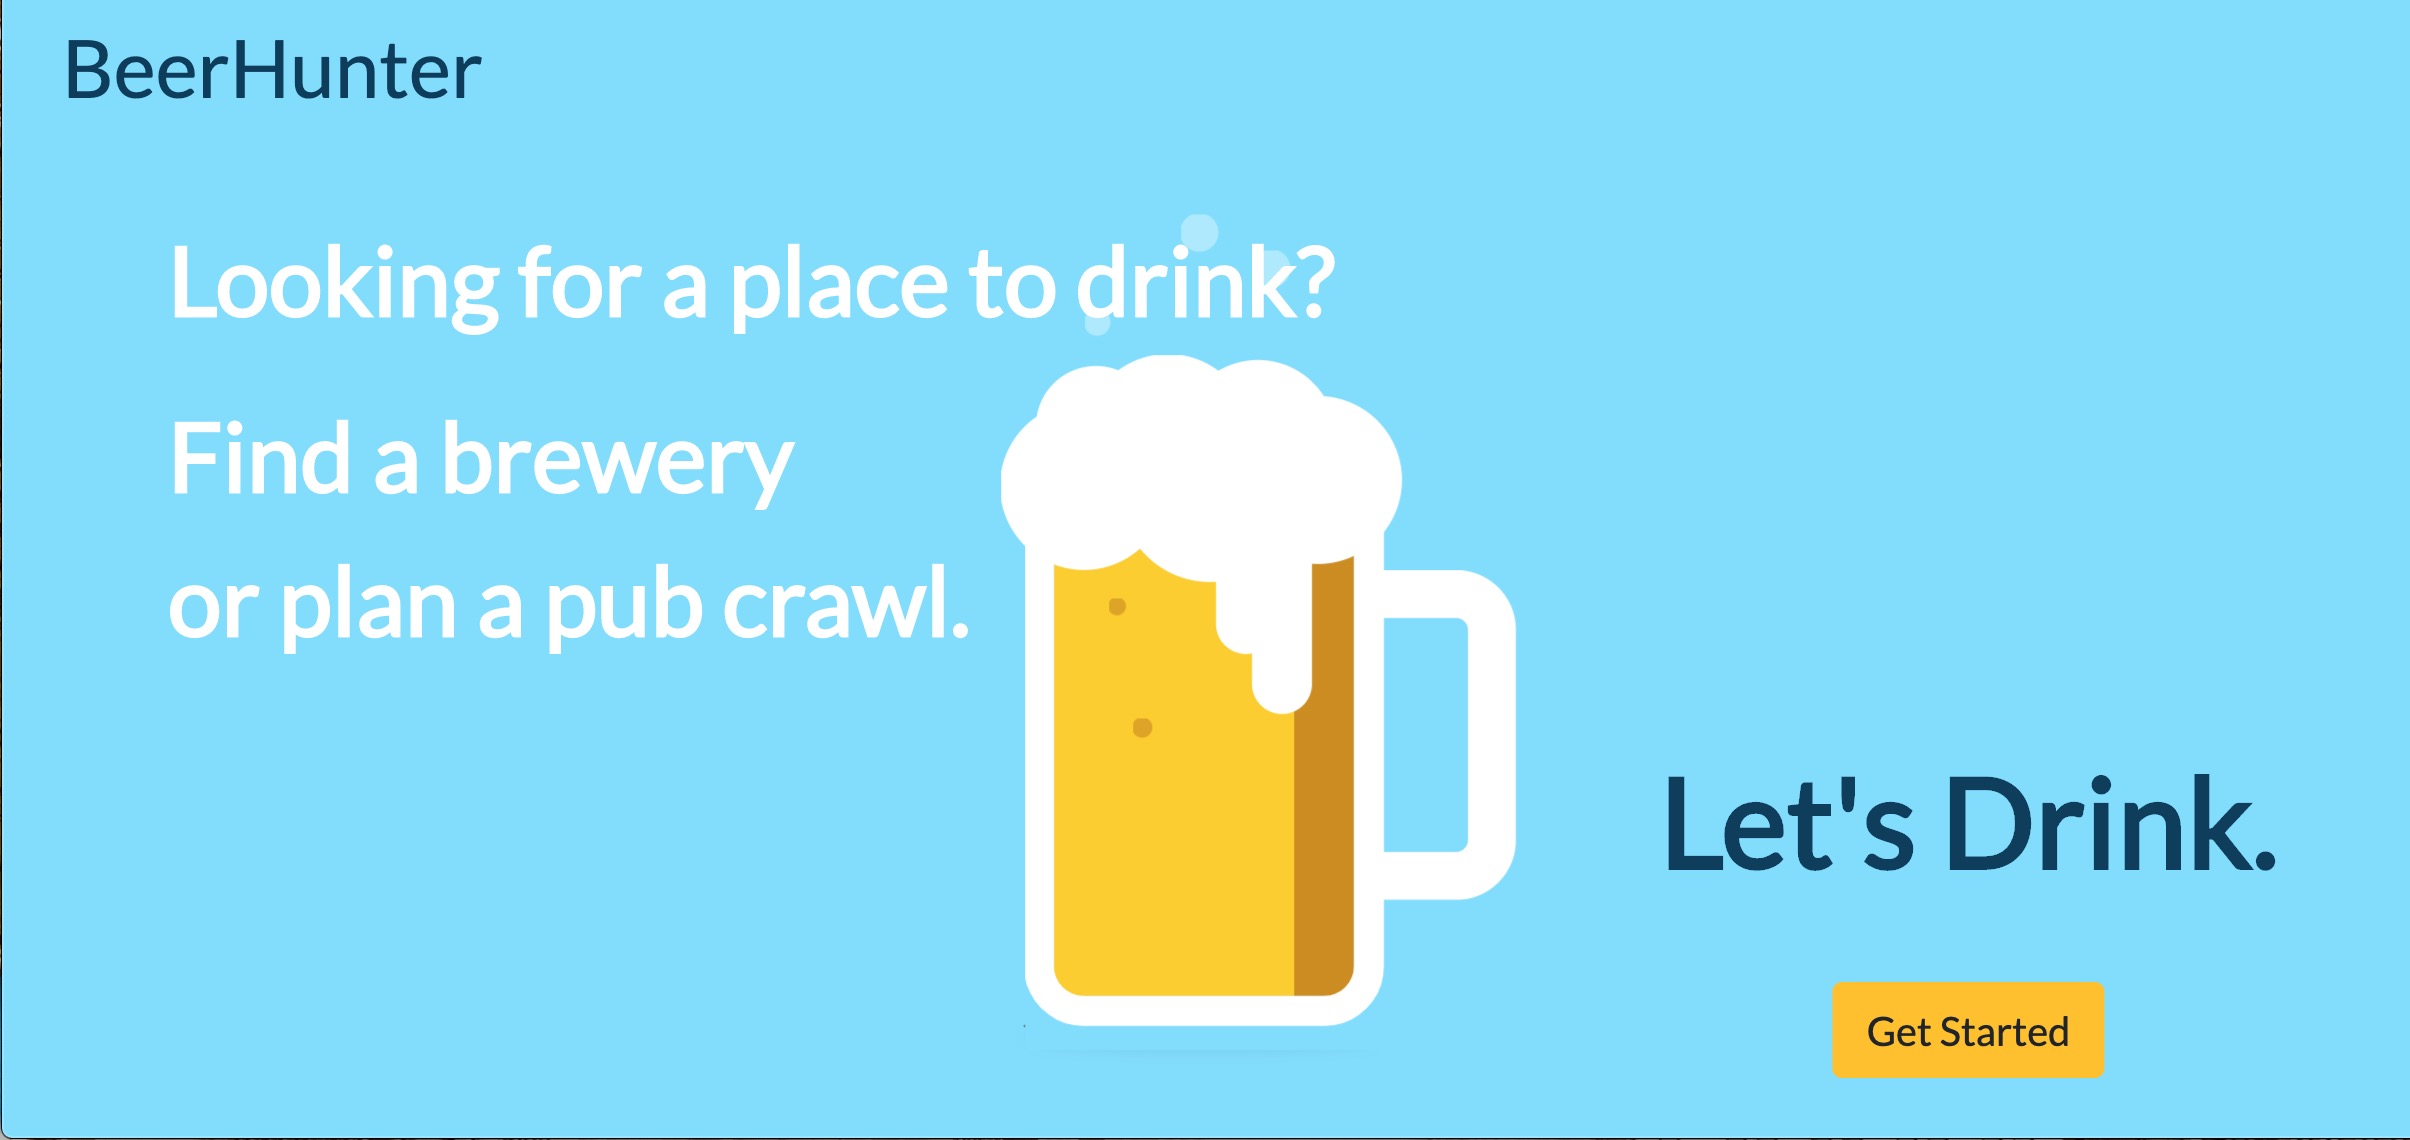 BeerHunter
Looking for a place to drink?
Find a brewery
or plan a pub crawl.
Let's Drink.
Get Started